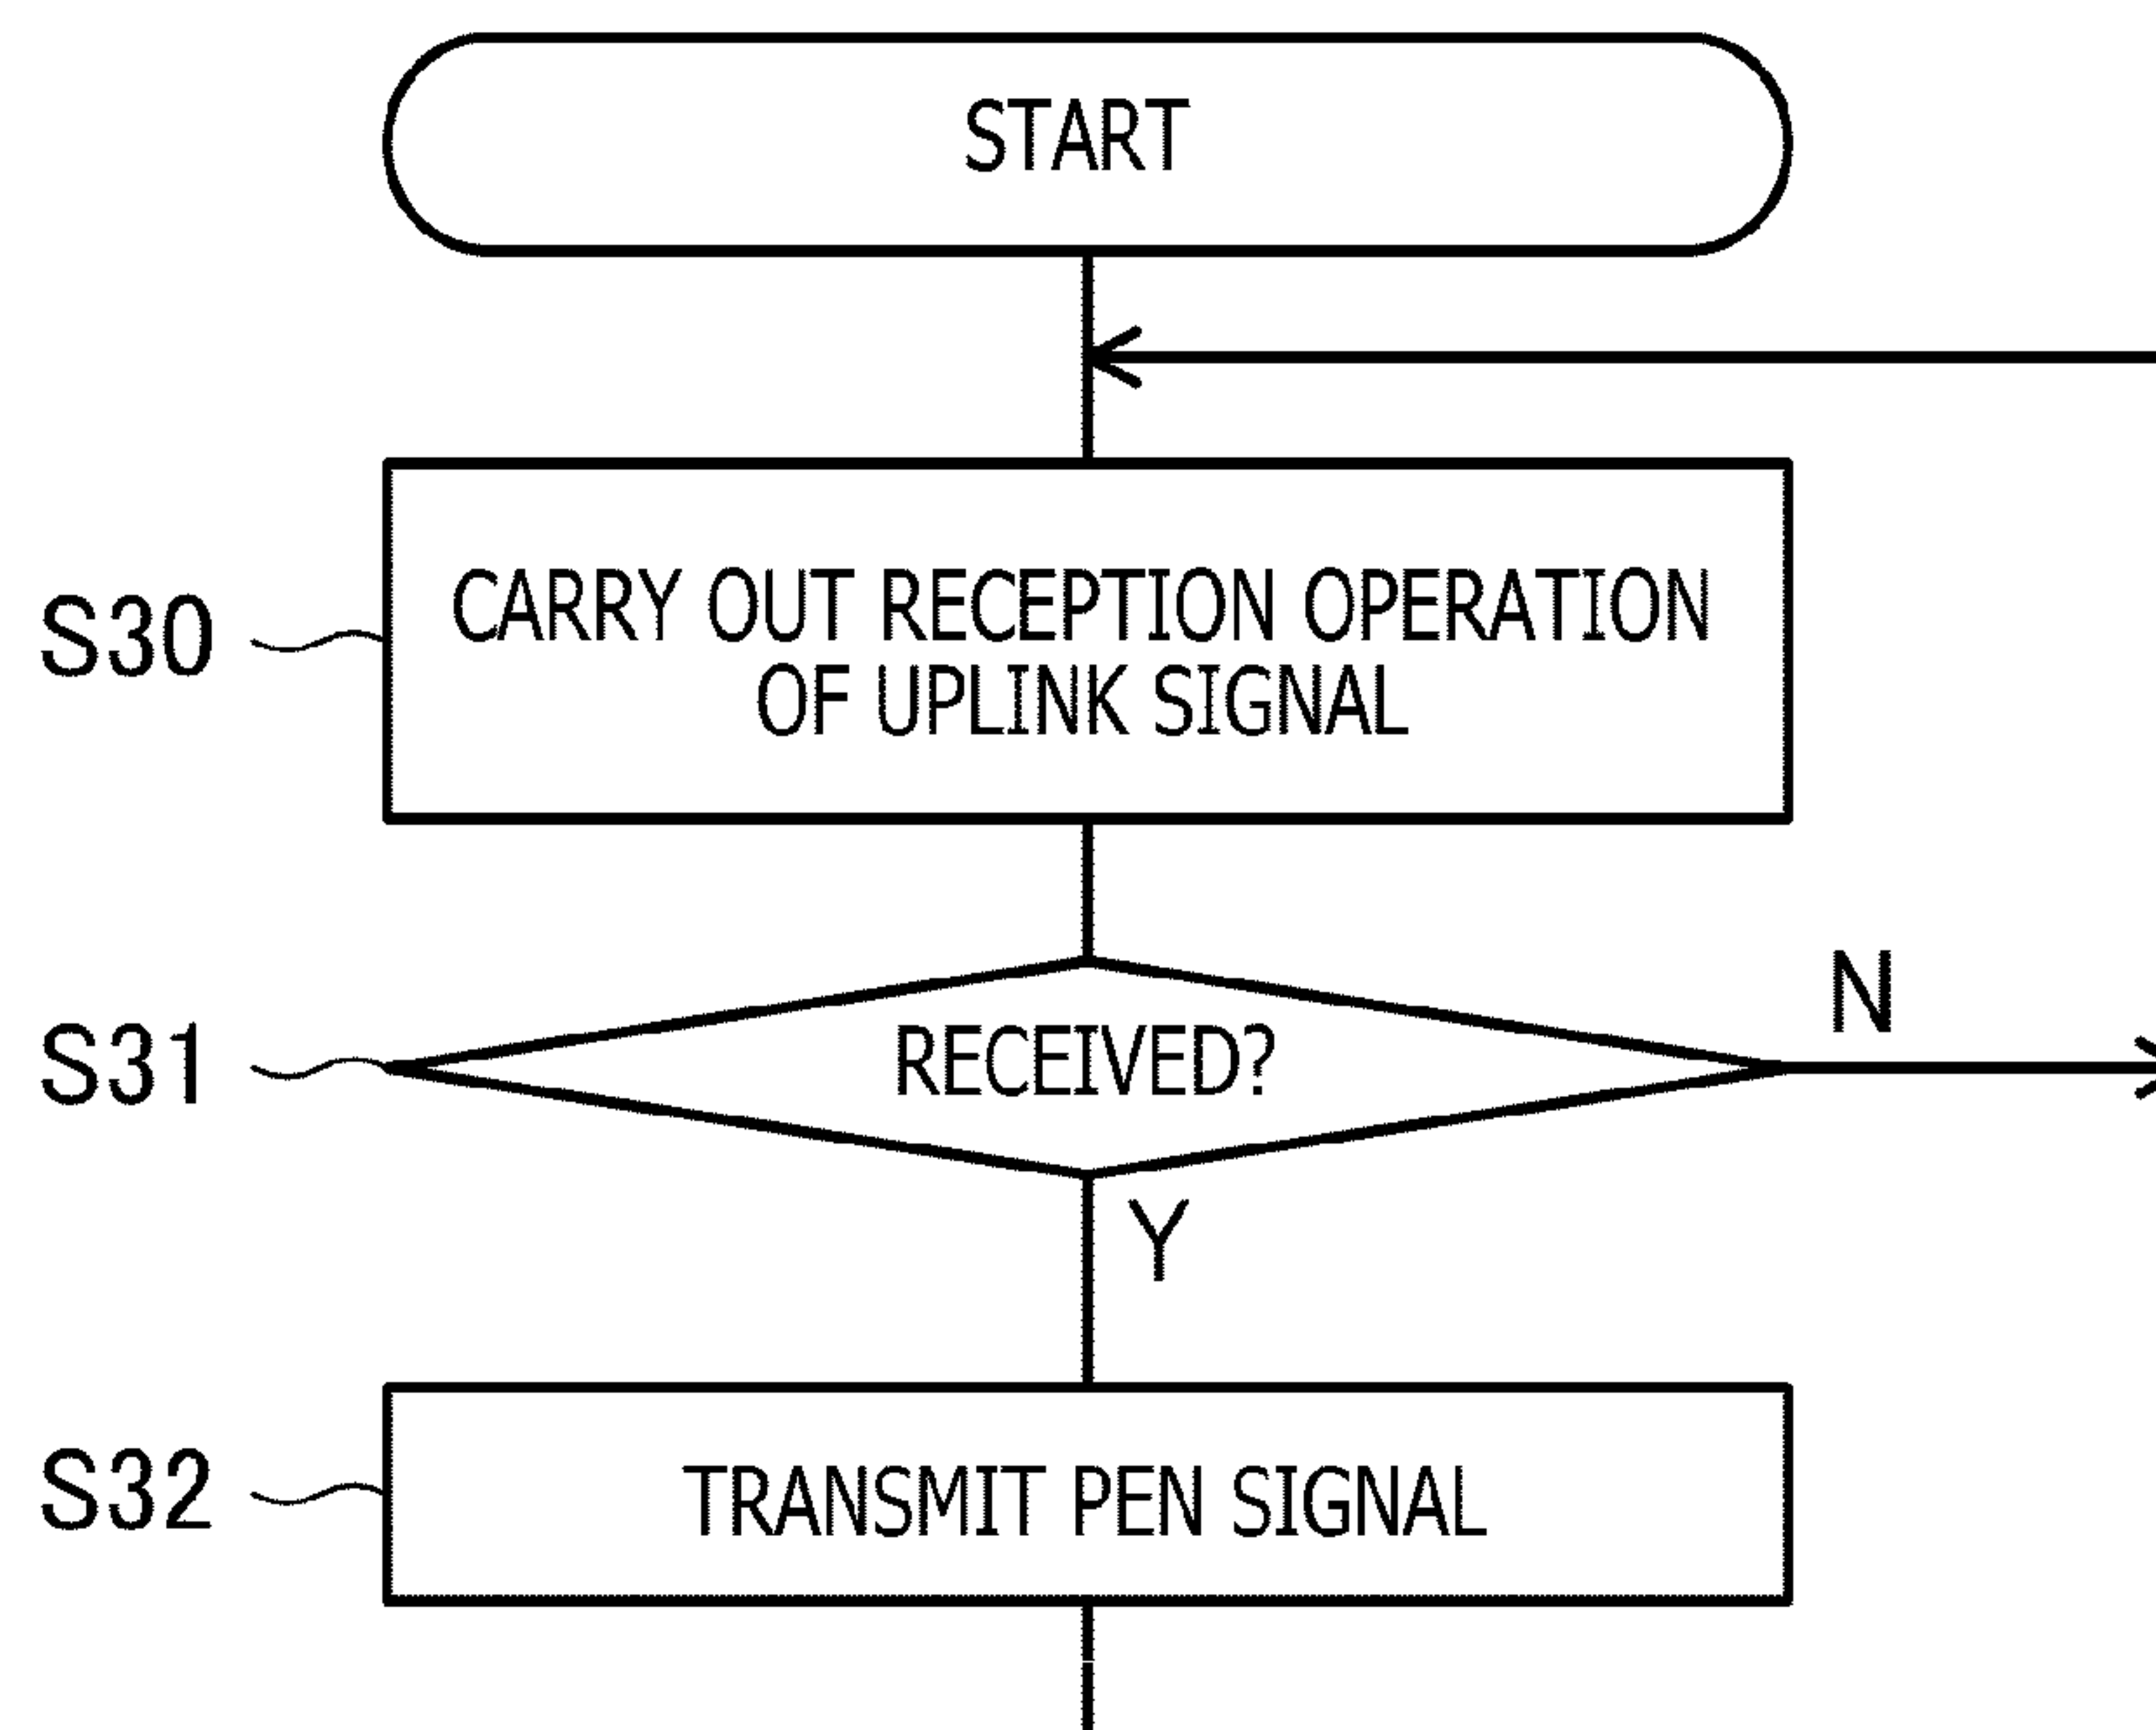 START
S30
CARRY OUT RECEPTION OPERATION
OF UPLINK SIGNAL
S31
RECEIVED?
N
Y
S32
TRANSMIT PEN SIGNAL